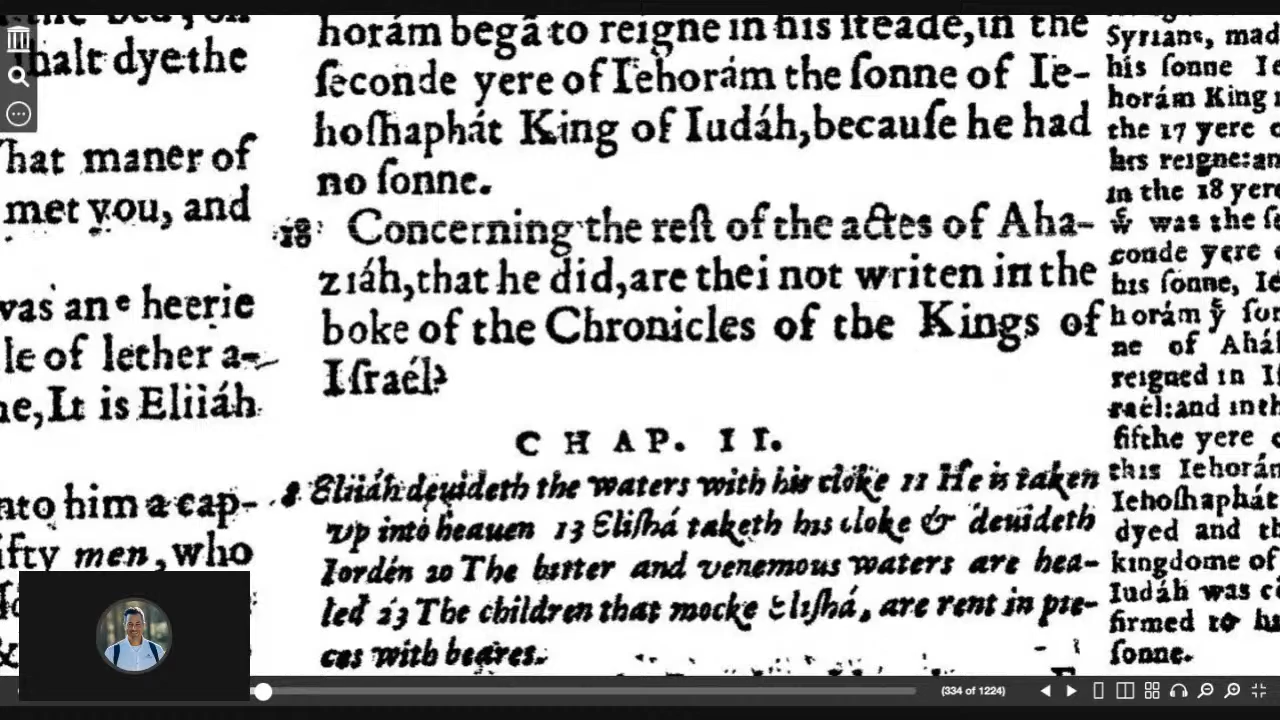 the bed, on
shalt dye the
That maner of
met you, and
was an e heerie
le of lether a-
ne, It is Eliiáh
nto him a cap-
ifty men, who
horám begã to reigne in his ſteade, in the
ſeconde yere of Iehorám the ſonne of Ie-
hoſhaphát King of Iudáh, becauſe he had
no ſonne.
18 Concerning the reſt of the actes of Aha-
ziáh, that he did, are thei not writen in the
boke of the Chronicles of the Kings of
Iſraél?
CHAP. II.
8 Eliiáh deuideth the waters with his cloke 11 He is taken
vp into heauen 13 Eliſhá taketh his cloke & deuideth
Iordén 20 The bitter and venemous waters are hea-
led 23 The children that mocke Eliſhá, are rent in pie-
ces with beares.
Syrians, mad
his ſonne Ie
horám King
the 17 yere
his reigne: an
in the 18 yere
ẙ was the ſe
conde yere
his ſonne, Ie
horám ẙ ſon
ne of Aháb
reigned in Iſ
raél: and in th
fifthe yere
this Iehorám
Iehoſhaphát
dyed and th
kingdome of
Iudáh was cõ
firmed to hi
ſonne.
(334 of 1224)